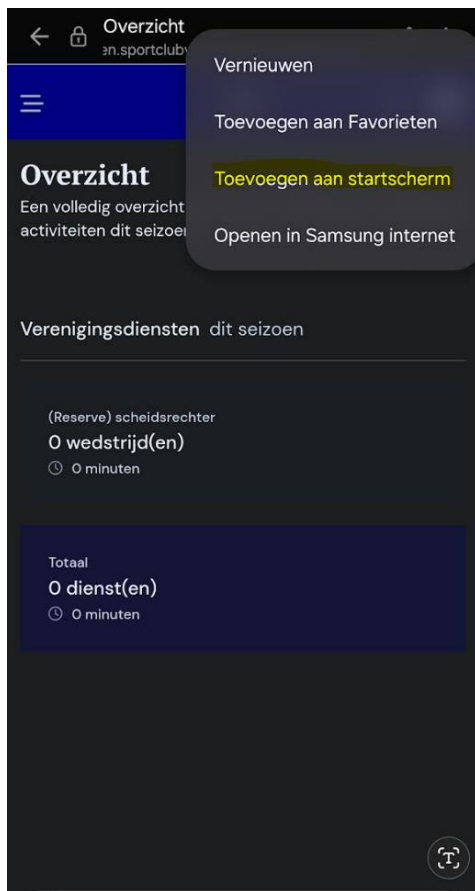 Overzicht
en.sportclub
Vernieuwen
Toevoegen aan Favorieten
Toevoegen aan startscherm
Openen in Samsung internet
Overzicht
Een volledig overzicht
activiteiten dit
Verenigingsdiensten dit seizoen
(Reserve) scheidsrechter
0 wedstrijd(en)
0 minuten
Totaal
0 dienst(en)
0 minuten
T